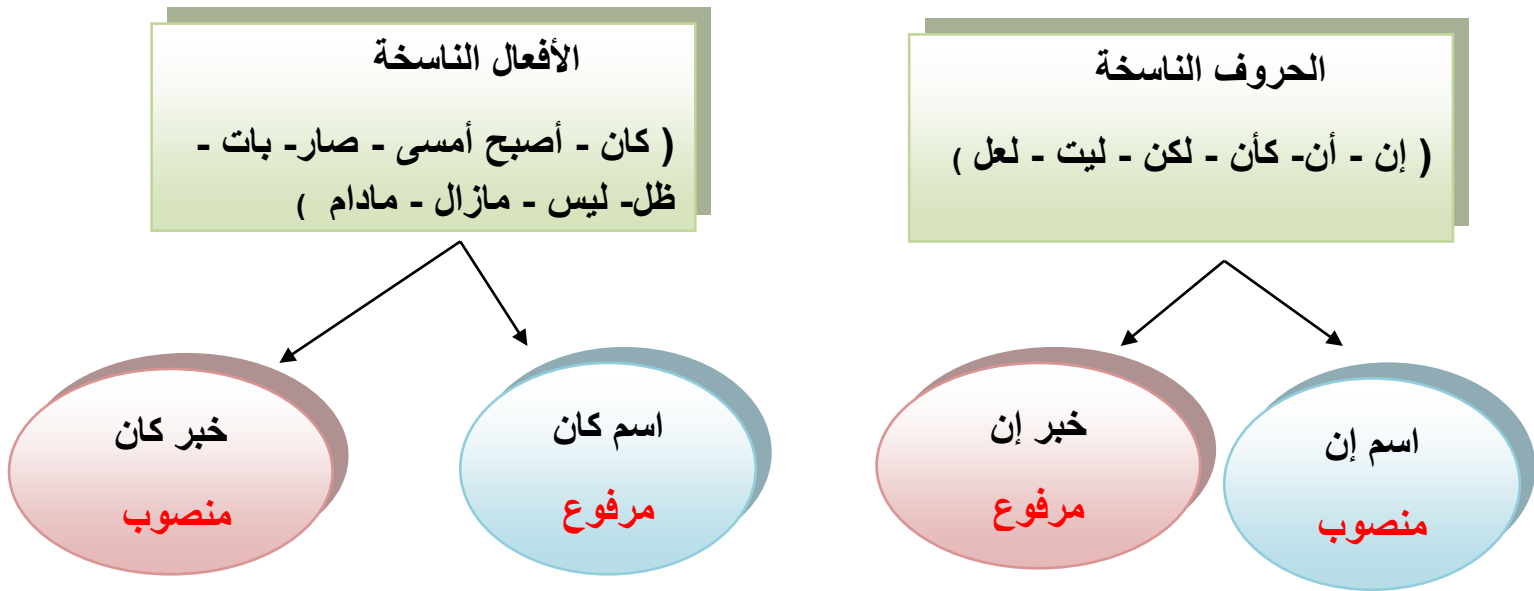 الحروف الناسخة
( إن - أن- كأن - لكن - ليت - لعل )
اسم إن
منصوب
خبر إن
مرفوع
الأفعال الناسخة
( كان - أصبح أمسى - صار- بات -
ظل- ليس - مازال - مادام )
اسم كان
مرفوع
خبر كان
منصوب